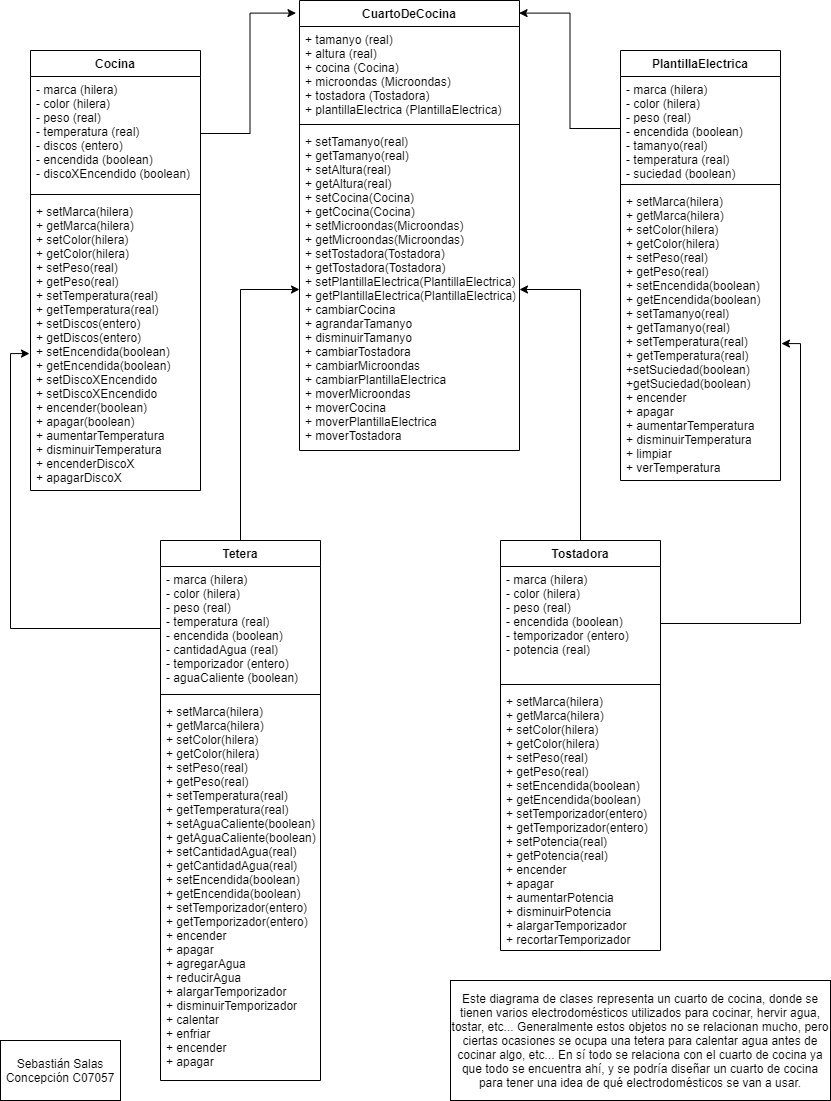 CuartoDeCocina
+ tamanyo (real)
+ altura (real)
+ cocina (Cocina)
+ microondas (Microondas)
+ tostadora (Tostadora)
+ plantillaElectrica (PlantillaElectrica)
+ setTamanyo(real)
+ getTamanyo(real)
+ setAltura(real)
+ getAltura(real)
+ setCocina(Cocina)
+ getCocina(Cocina)
+ setMicroondas(Microondas)
+ getMicroondas(Microondas)
+ setTostadora(Tostadora)
+ getTostadora(Tostadora)
+ setPlantillaElectrica(PlantillaElectrica)
+ getPlantillaElectrica(PlantillaElectrica)
+ cambiarCocina
+ agrandarTamanyo
+ disminuirTamanyo
+ cambiarTostadora
+ cambiarMicroondas
+ cambiarPlantillaElectrica
+ moverMicroondas
+ moverCocina
+ moverPlantillaElectrica
+ moverTostadora
Cocina
- marca (hilera)
- color (hilera)
- peso (real)
- temperatura (real)
- discos (entero)
- encendida (boolean)
- discoXEncendido (boolean)
+ setMarca(hilera)
+ getMarca(hilera)
+ setColor(hilera)
+ getColor(hilera)
+ setPeso(real)
+ getPeso(real)
+ setTemperatura(real)
+ getTemperatura(real)
+ setDiscos(entero)
+ getDiscos(entero)
+ setEncendida(boolean)
+ getEncendida(boolean)
+ setDiscoXEncendido
+ setDiscoXEncendido
+ encender(boolean)
+ apagar(boolean)
+ aumentarTemperatura
+ disminuirTemperatura
+ encenderDiscoX
+ apagarDiscoX
PlantillaElectrica
- marca (hilera)
- color (hilera)
- peso (real)
- encendida (boolean)
- tamanyo(real)
- temperatura (real)
- suciedad (boolean)
+ setMarca(hilera)
+ getMarca(hilera)
+ setColor(hilera)
+ getColor(hilera)
+ setPeso(real)
+ getPeso(real)
+ setEncendida(boolean)
+ getEncendida(boolean)
+ setTamanyo(real)
+ getTamanyo(real)
+ setTemperatura(real)
+ getTemperatura(real)
+setSuciedad(boolean)
+getSuciedad(boolean)
+ encender
+ apagar
+ aumentarTemperatura
+ disminuirTemperatura
+ limpiar
+ verTemperatura
Tetera
- marca (hilera)
- color (hilera)
- peso (real)
- temperatura (real)
- encendida (boolean)
- cantidadAgua (real)
- temporizador (entero)
- aguaCaliente (boolean)
+ setMarca(hilera)
+ getMarca(hilera)
+ setColor(hilera)
+ getColor(hilera)
+ setPeso(real)
+ getPeso(real)
+ setTemperatura(real)
+ getTemperatura(real)
+ setAguaCaliente(boolean)
+ getAguaCaliente(boolean)
+ setCantidadAgua(real)
+ getCantidadAgua(real)
+ setEncendida(boolean)
+ getEncendida(boolean)
+ setTemporizador(entero)
+ getTemporizador(entero)
+ encender
+ apagar
+ agregarAgua
+ reducirAgua
+ alargarTemporizador
+ disminuirTemporizador
+ calentar
+ enfriar
+ encender
+ apagar
Tostadora
- marca (hilera)
- color (hilera)
- peso (real)
- encendida (boolean)
- temporizador (entero)
- potencia (real)
+ setMarca(hilera)
+ getMarca(hilera)
+ setColor(hilera)
+ getColor(hilera)
+ setPeso(real)
+ getPeso(real)
+ setEncendida(boolean)
+ getEncendida(boolean)
+ setTemporizador(entero)
+ getTemporizador(entero)
+ setPotencia(real)
+ getPotencia(real)
+ encender
+ apagar
+ aumentarPotencia
+ disminuirPotencia
+ alargarTemporizador
+ recortarTemporizador
Sebastián Salas
Concepción C07057
Este diagrama de clases representa un cuarto de cocina, donde se
tienen varios electrodomésticos utilizados para cocinar, hervir agua,
tostar, etc... Generalmente estos objetos no se relacionan mucho, pero
ciertas ocasiones se ocupa una tetera para calentar agua antes de
cocinar algo, etc... En sí todo se relaciona con el cuarto de cocina ya
que todo se encuentra ahí, y se podría diseñar un cuarto de cocina
para tener una idea de qué electrodomésticos se van a usar.